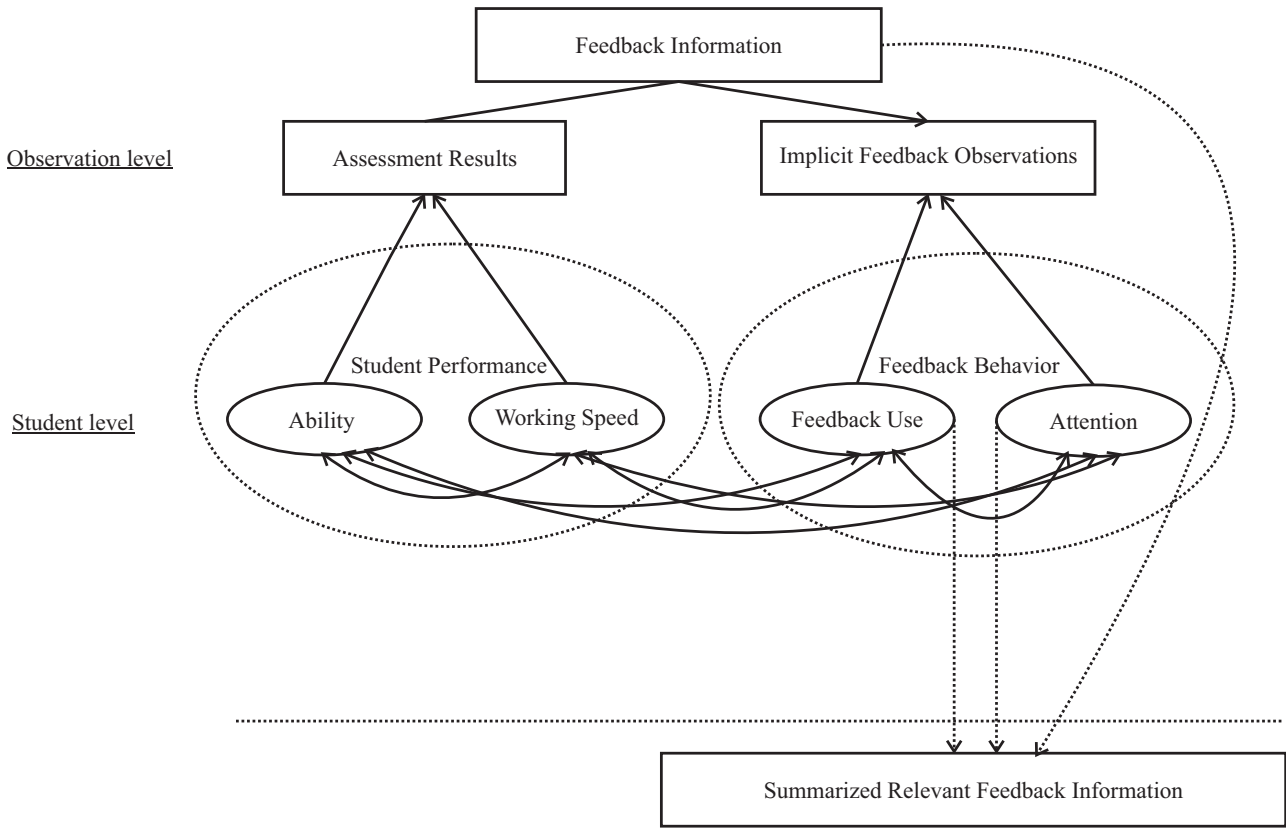 Feedback Information
Observation level
Assessment Results
Implicit Feedback Observations
Student Performance
Feedback Behavior
Student level
Ability
Working Speed
Feedback Use
Attention
Summarized Relevant Feedback Information